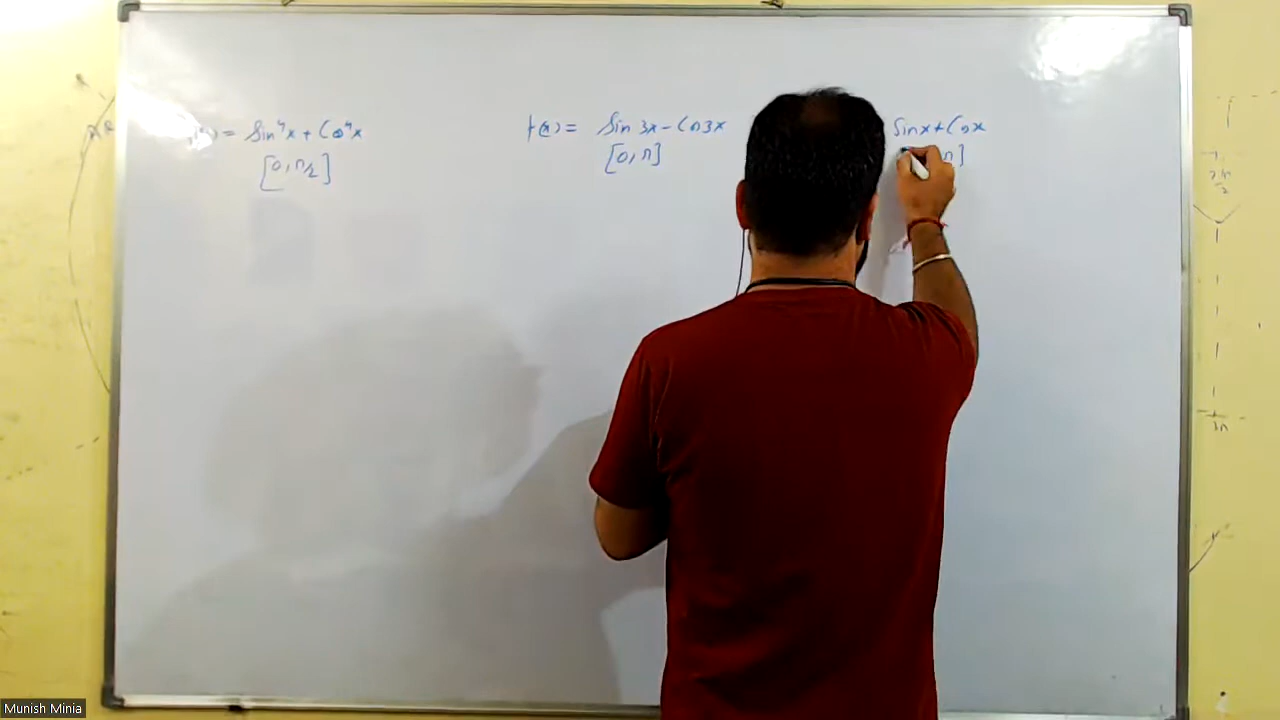 = Sin⁴x + Cos⁴x
[0, π/2]
f(x) = Sin 3x - Cos 3x
[0, π]
Sinx + Cosx
π]
Munish Minia